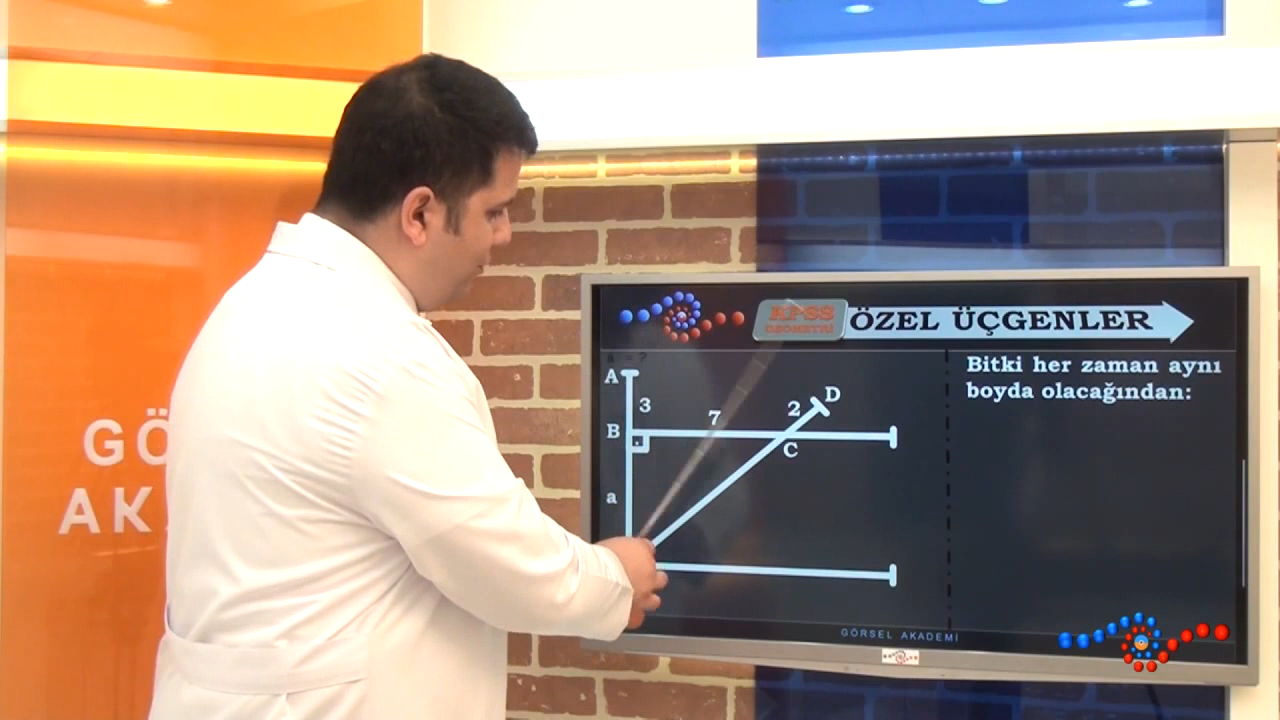 GÖ
AK
KPSS
GEOMETRİ
ÖZEL ÜÇGENLER
a = ?
A
3
B
7
2
D
C
a
Bitki her zaman aynı
boyda olacağından:
GÖRSEL AKADEMİ